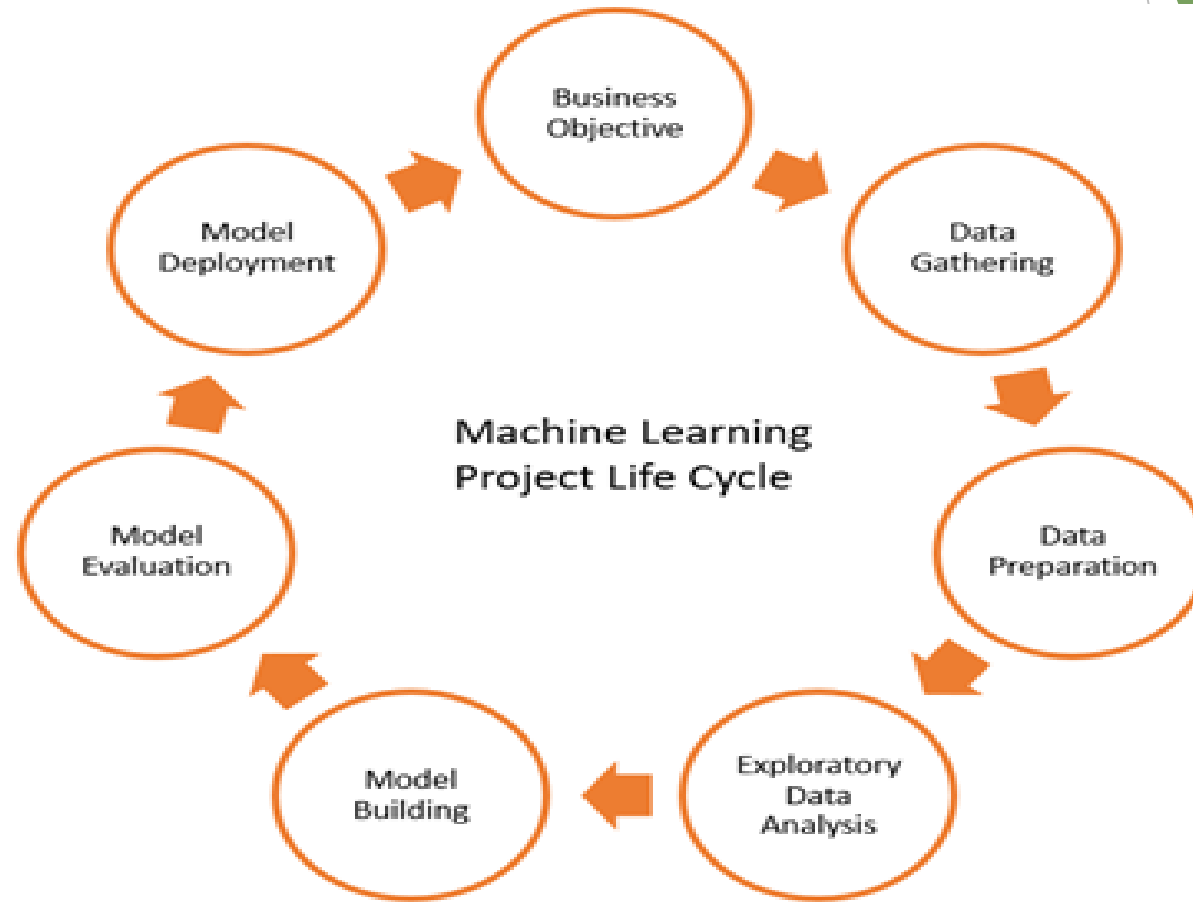 Business
Objective
Data
Gathering
Data
Preparation
Exploratory
Data
Analysis
Model
Building
Model
Evaluation
Model
Deployment
Machine Learning
Project Life Cycle